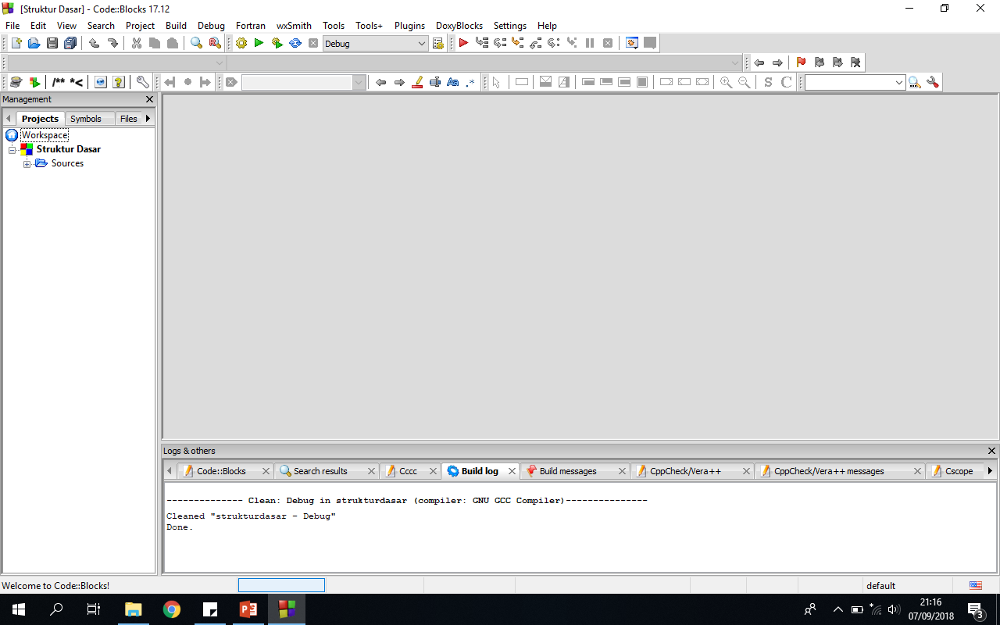 [Struktur Dasar] - Code::Blocks 17.12
File Edit View Search Project Build Debug Fortran wxSmith Tools Tools+ Plugins DoxyBlocks Settings Help
Debug
/** *<
Aa .*
S C
Management
Projects Symbols Files
Workspace
Struktur Dasar
Sources
Logs & others
Code::Blocks Search results Cccc Build log Build messages CppCheck/Vera++ CppCheck/Vera++ messages Cscope
-------------- Clean: Debug in strukturdasar (compiler: GNU GCC Compiler)---------------
Cleaned "strukturdasar - Debug"
Done.
Welcome to Code::Blocks!
default
21:16
07/09/2018
3